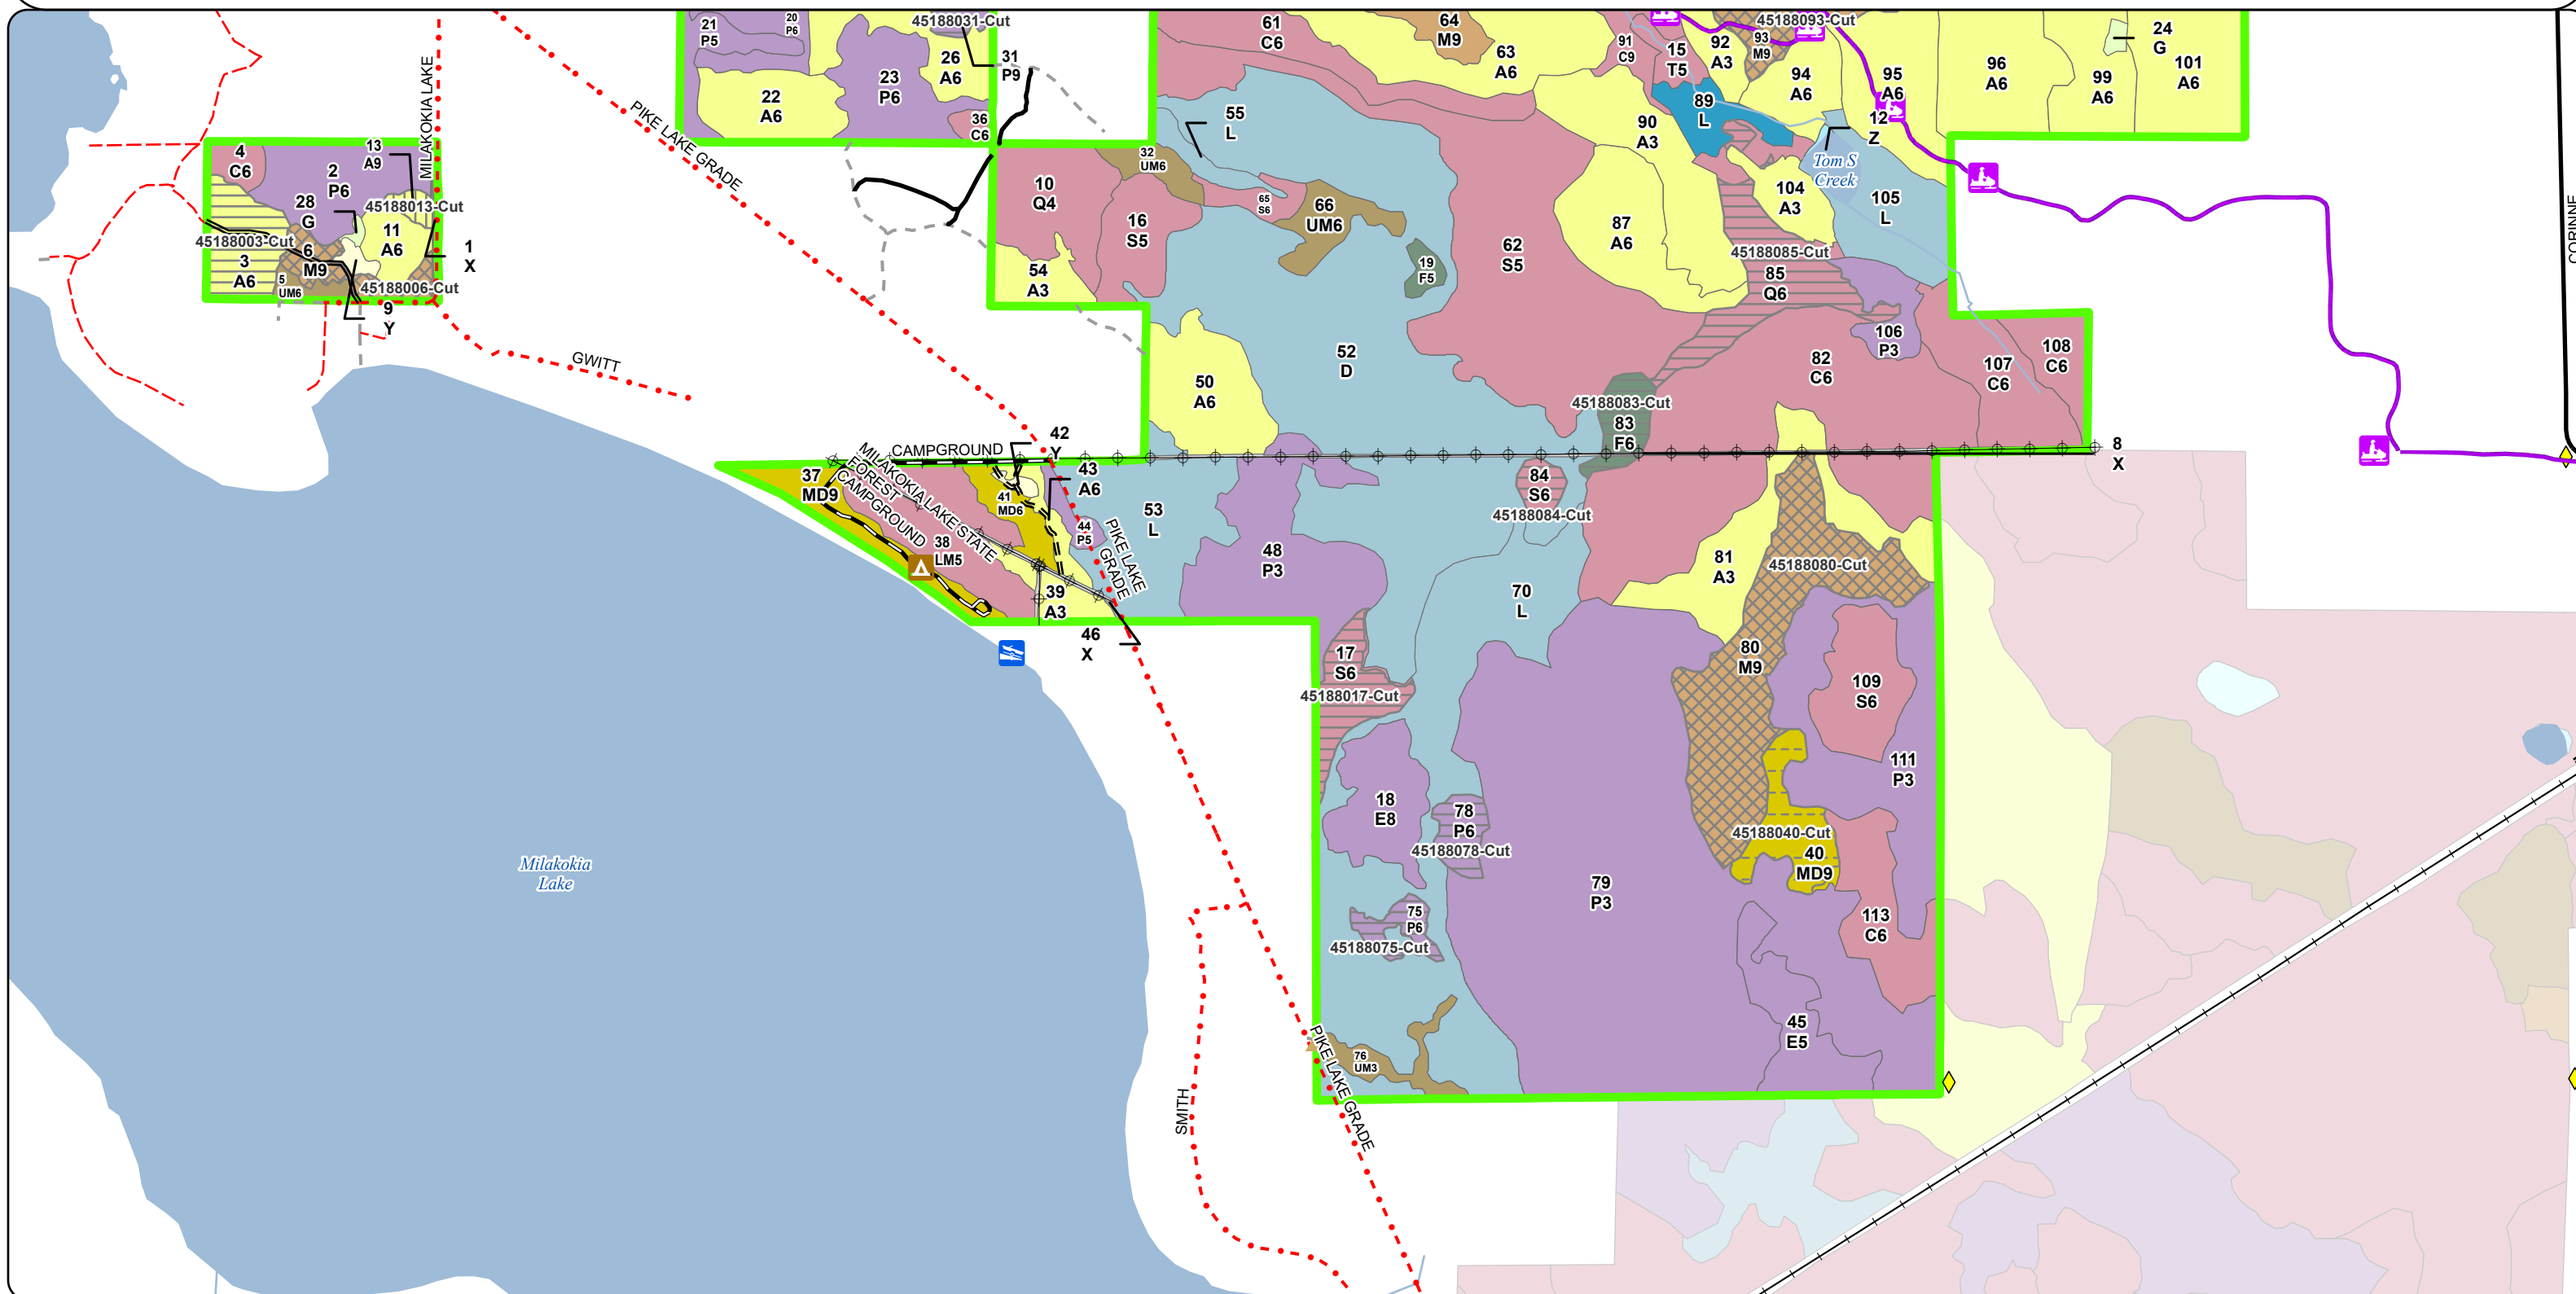 21
P5
20
P6
45188031-Cut
26
A6
31
P9
23
P6
22
A6
36
C6
61
C6
64
M9
63
A6
91
C9
15
T5
92
A3
45188093-Cut
93
M9
94
A6
95
A6
96
A6
24
G
99
A6
101
A6
89
L
90
A3
12
Z
Tom S
Creek
55
L
32
UM6
10
Q4
16
S5
65
S6
66
UM6
54
A3
19
F5
62
S5
87
A6
104
A3
105
L
45188085-Cut
85
Q6
106
P3
82
C6
107
C6
108
C6
52
D
50
A6
45188083-Cut
83
F6
8
X
MILAKOKIA LAKE
PIKE LAKE GRADE
4
C6
13
A9
2
P6
28
G
45188013-Cut
11
A6
45188003-Cut
6
M9
3
A6
5
UM6
45188006-Cut
1
X
9
Y
GWITT
CORINNE
CAMPGROUND
42
Y
43
A6
MILAKOKIA LAKE STATE
FOREST
CAMPGROUND
37
MD9
41
MD6
38
LM5
44
P5
PIKE LAKE
GRADE
39
A3
46
X
53
L
48
P3
84
S6
45188084-Cut
70
L
81
A3
45188080-Cut
80
M9
17
S6
45188017-Cut
109
S6
111
P3
18
E8
78
P6
45188078-Cut
45188040-Cut
40
MD9
79
P3
75
P6
45188075-Cut
113
C6
45
E5
76
UM3
PIKE LAKE GRADE
SMITH
Milakokia
Lake